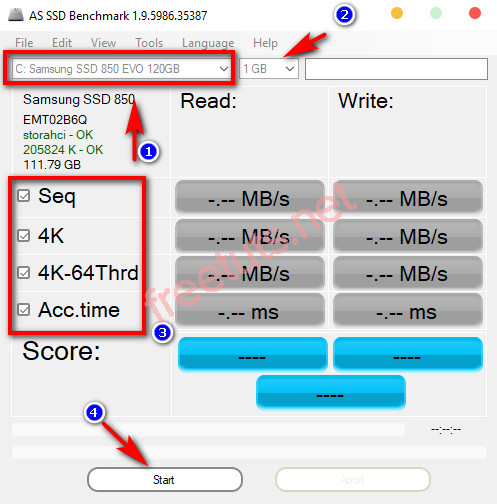 AS SSD Benchmark 1.9.5986.35387
File Edit View Tools Language Help
2
C: Samsung SSD 850 EVO 120GB 1 GB
Samsung SSD 850
EMT02B6Q
storahci - OK
205824 K - OK
111.79 GB
1
Read: Write:
Seq -.-- MB/s -.-- MB/s
4K -.-- MB/s -.-- MB/s
4K-64Thrd -.-- MB/s -.-- MB/s
Acc.time -.-- ms -.-- ms
freetuts.net
3
Score: ---- ----
----
--:--:--
4
Start Abort